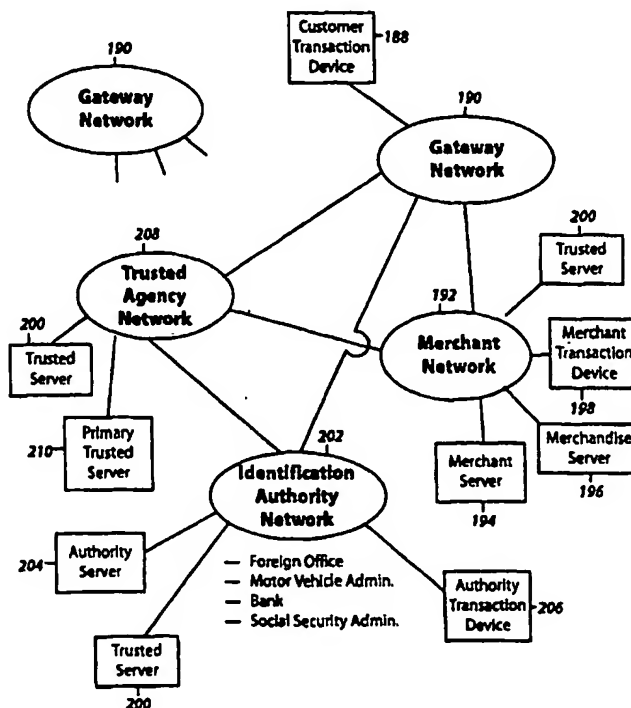 190
Gateway
Network
Customer
Transaction
Device
188
190
Gateway
Network
208
Trusted
Agency
Network
200
Trusted
Server
192
Merchant
Network
200
Trusted
Server
Merchant
Transaction
Device
198
210
Primary
Trusted
Server
202
Identification
Authority
Network
Merchant
Server
194
Merchandise
Server
196
204
Authority
Server
— Foreign Office
— Motor Vehicle Admin.
— Bank
— Social Security Admin.
Authority
Transaction
Device
206
Trusted
Server
200